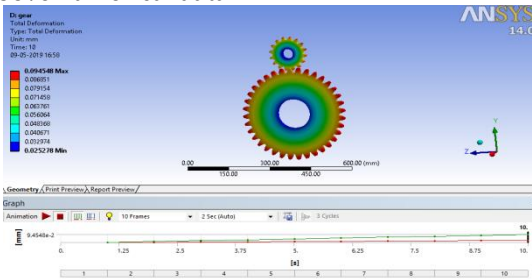 D: gear
Total Deformation
Type: Total Deformation
Unit: mm
Time: 10
09-05-2019 16:50
0.094548 Max
0.086851
0.079154
0.071459
0.063761
0.056064
0.048368
0.040671
0.032974
0.025278 Min
ANSYS
14.0
Y
Z
0.00 300.00 600.00 (mm)
150.00 450.00
Geometry Print Preview Report Preview
Graph
Animation 10 Frames 2 Sec (Auto) 3 Cycles
10.
[mm]
9.4548e-2
0. 1.25 2.5 3.75 5. 6.25 7.5 8.75 10.
[s]
1 2 3 4 5 6 7 8 9 10